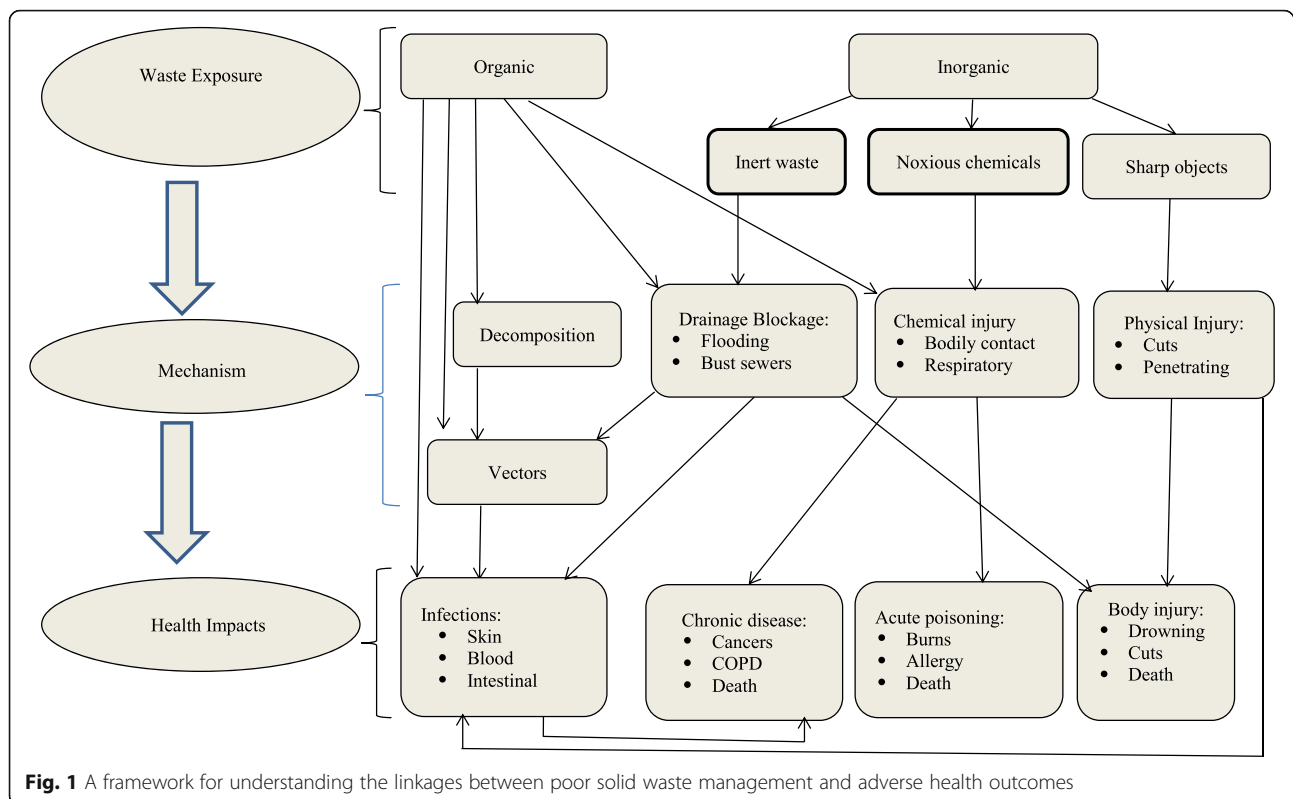 Waste Exposure
Organic
Inorganic
Inert waste
Noxious chemicals
Sharp objects
Mechanism
Decomposition
Drainage Blockage:
• Flooding
• Bust sewers
Chemical injury
• Bodily contact
• Respiratory
Physical Injury:
• Cuts
• Penetrating
Vectors
Health Impacts
Infections:
• Skin
• Blood
• Intestinal
Chronic disease:
• Cancers
• COPD
• Death
Acute poisoning:
• Burns
• Allergy
• Death
Body injury:
• Drowning
• Cuts
• Death
Fig. 1 A framework for understanding the linkages between poor solid waste management and adverse health outcomes